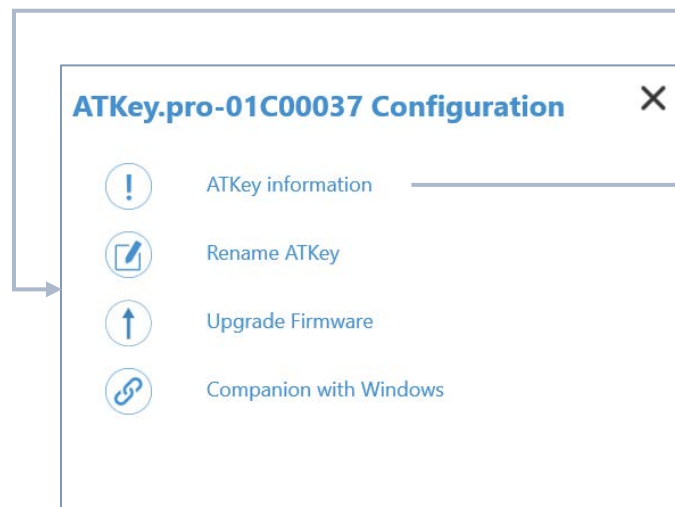 ATKey.pro-01C00037 Configuration
ATKey information
Rename ATKey
Upgrade Firmware
Companion with Windows